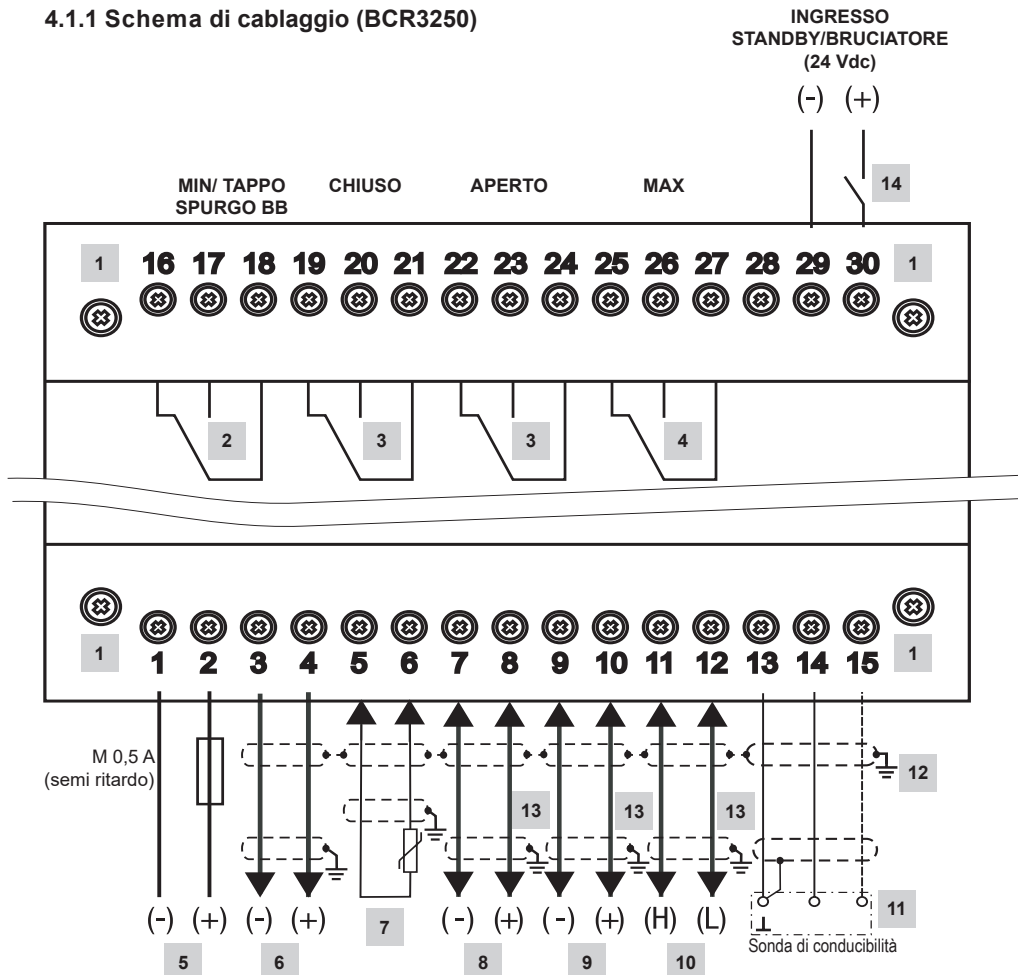 4.1.1 Schema di cablaggio (BCR3250)
INGRESSO
STANDBY/BRUCIATORE
(24 Vdc)
(-) (+)
14
MIN/ TAPPO
SPURGO BB
CHIUSO
APERTO
MAX
1 16 17 18 19 20 21 22 23 24 25 26 27 28 29 30 1
2 3 3 4
1 1 2 3 4 5 6 7 8 9 10 11 12 13 14 15 1
M 0,5 A
(semi ritardo)
12
13 13 13
11
(-) (+) (-) (+) 7 (-) (+) (-) (+) (H) (L)
Sonda di conducibilità
5 6 8 9 10